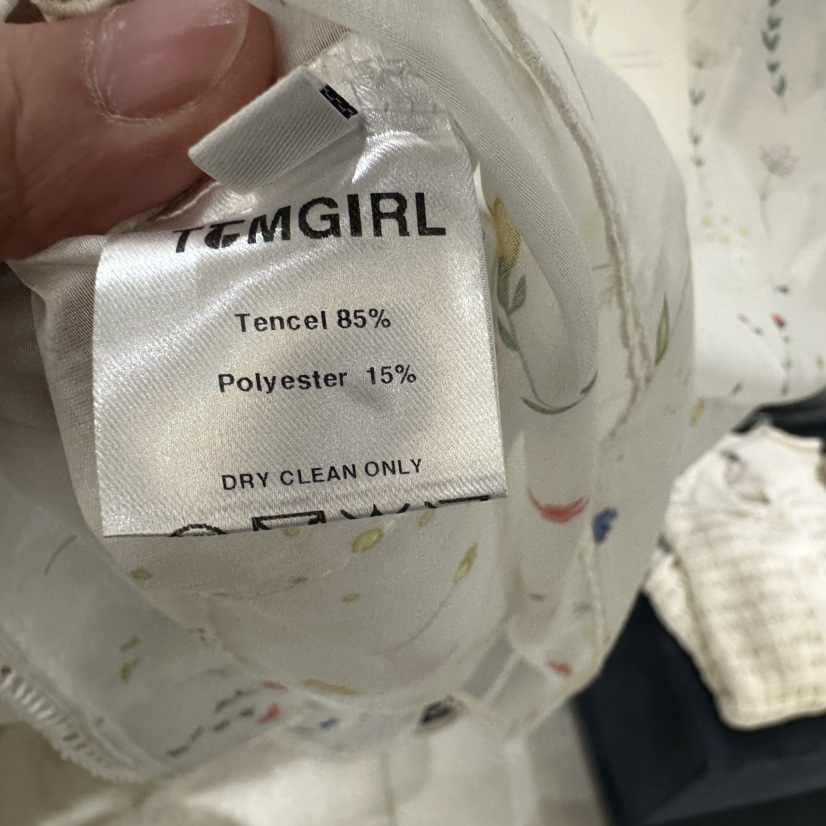 TEMGIRL
Tencel 85%
Polyester 15%
DRY CLEAN ONLY